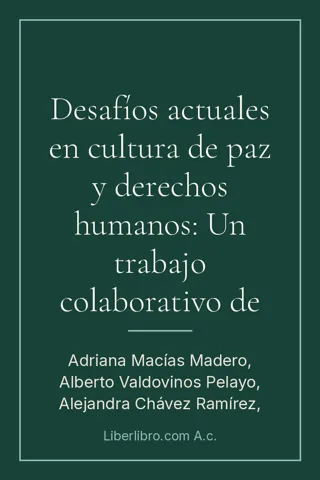 Desafíos actuales
en cultura de paz
y derechos
humanos: Un
trabajo
colaborativo de
Adriana Macías Madero,
Alberto Valdovinos Pelayo,
Alejandra Chávez Ramírez,
Liberlibro.com A.c.